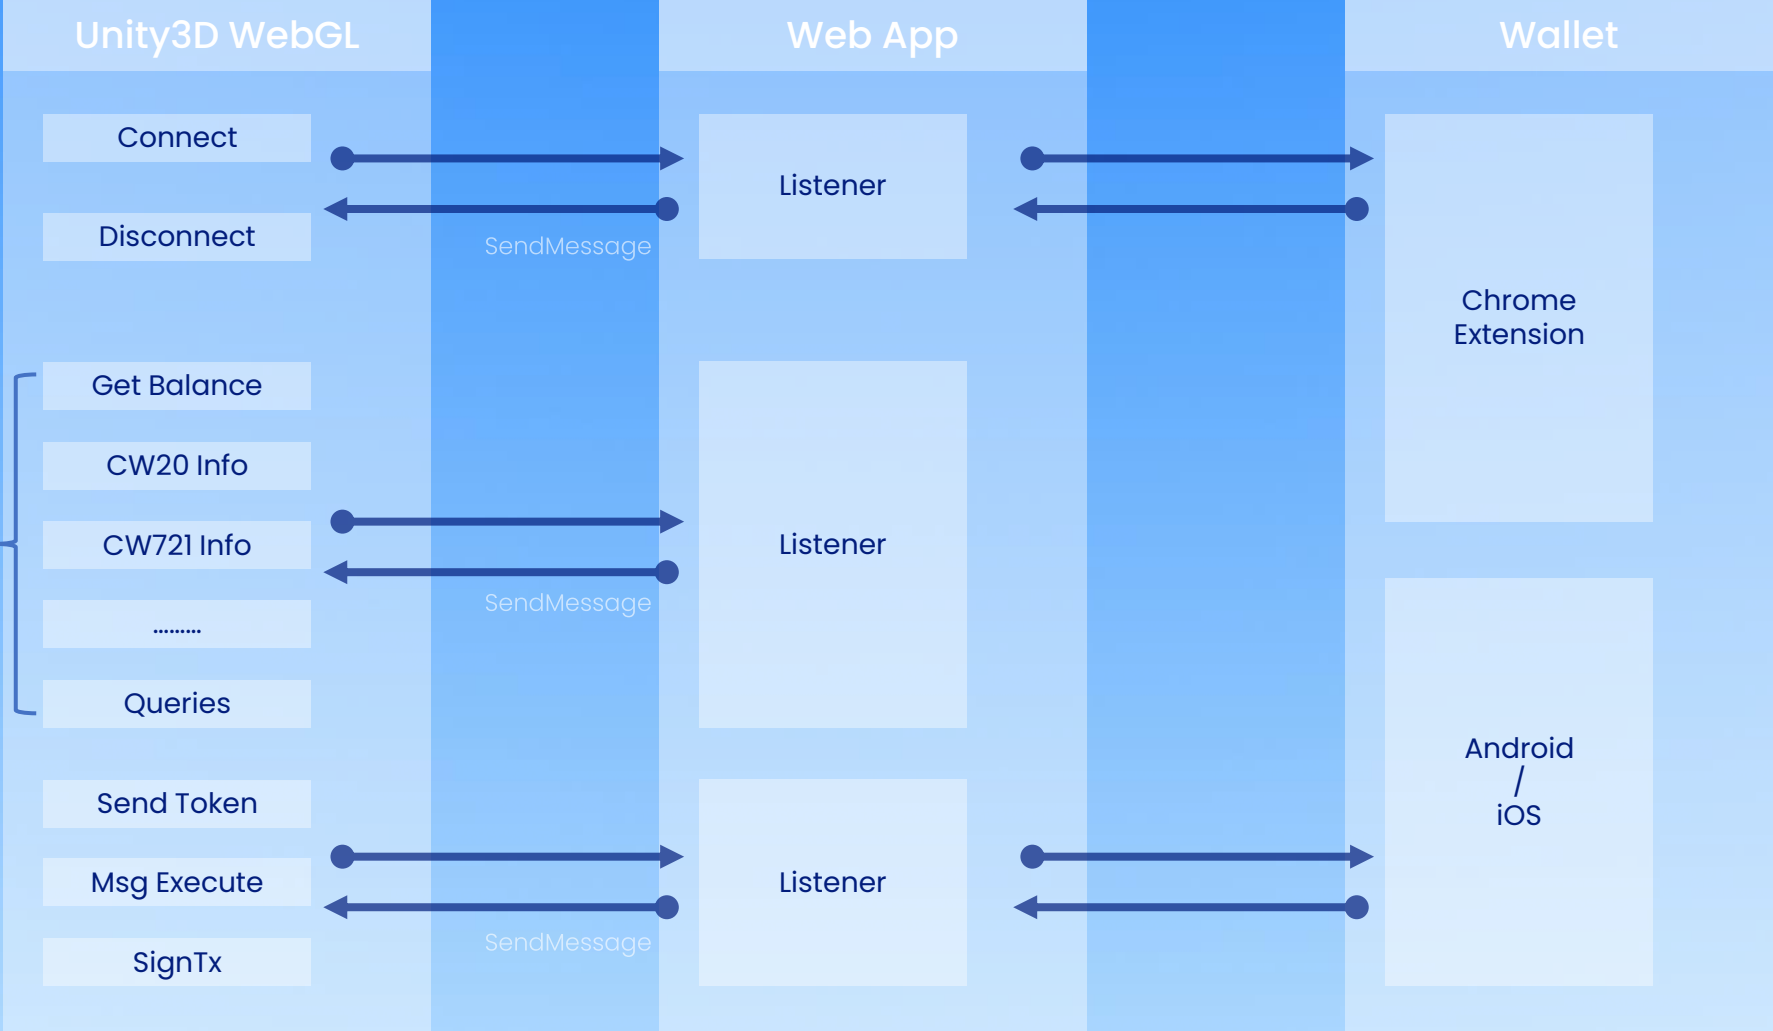 Unity3D WebGL
Web App
Wallet
Connect
Disconnect
SendMessage
Listener
Chrome
Extension
Get Balance
CW20 Info
CW721 Info
.........
Queries
SendMessage
Listener
Send Token
Msg Execute
SignTx
SendMessage
Listener
Android
/
iOS